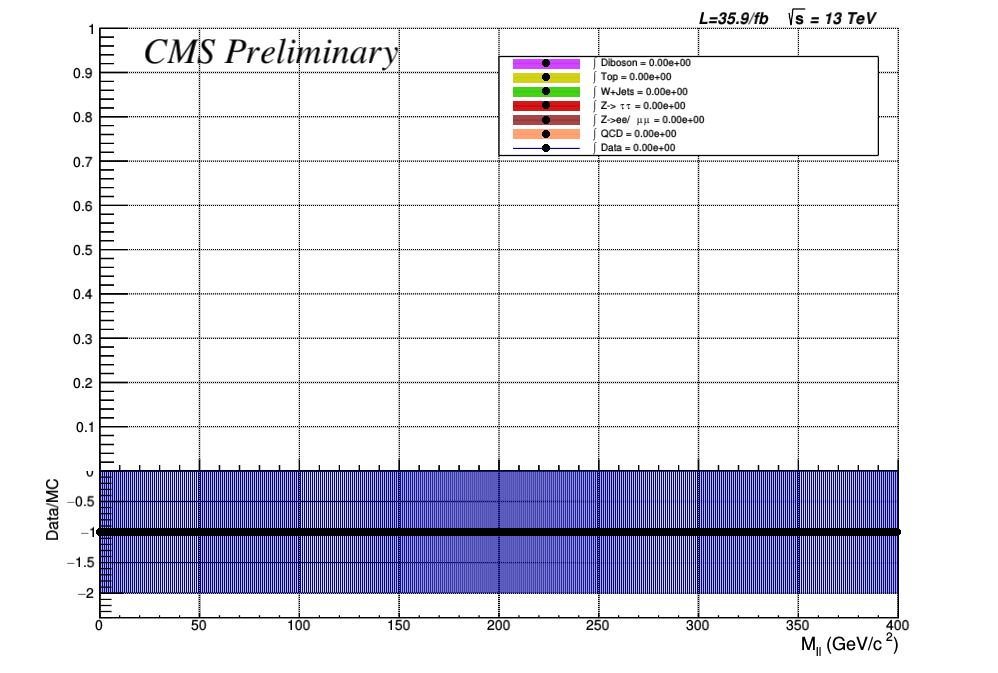 L=35.9/fb √s = 13 TeV
CMS Preliminary
1
0.9
0.8
0.7
0.6
0.5
0.4
0.3
0.2
0.1
0
∫ Diboson = 0.00e+00
∫ Top = 0.00e+00
∫ W+Jets = 0.00e+00
∫ Z-> ττ = 0.00e+00
∫ Z->ee/ μμ = 0.00e+00
∫ QCD = 0.00e+00
∫ Data = 0.00e+00
Data/MC
−0.5
−1
−1.5
−2
0 50 100 150 200 250 300 350 400
M_ll (GeV/c²)